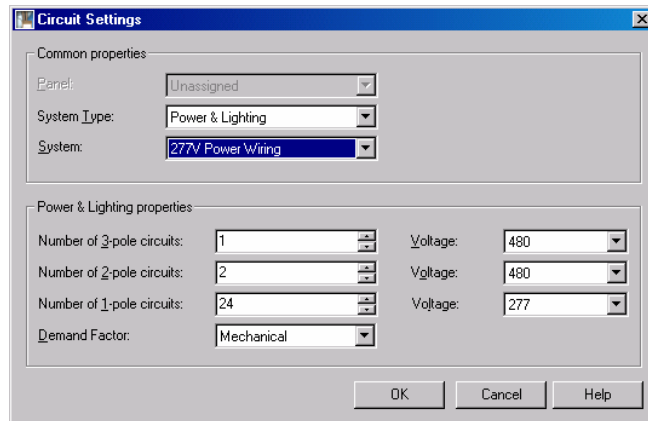 Circuit Settings
Common properties
Panel: Unassigned
System Type: Power & Lighting
System: 277V Power Wiring
Power & Lighting properties
Number of 3-pole circuits: 1 Voltage: 480
Number of 2-pole circuits: 2 Voltage: 480
Number of 1-pole circuits: 24 Voltage: 277
Demand Factor: Mechanical
OK Cancel Help